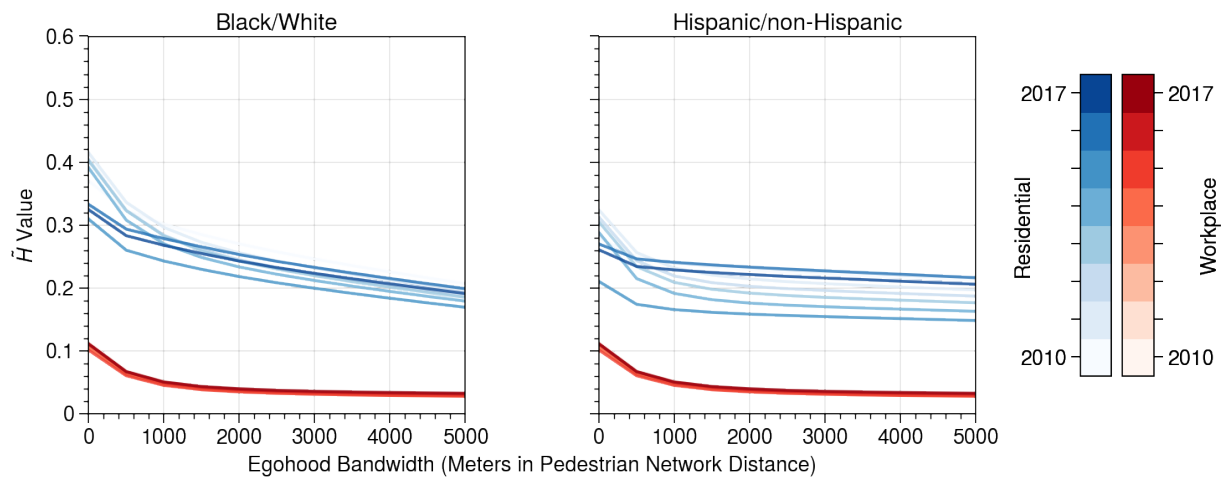 Black/White
Hispanic/non-Hispanic
0.6
0.5
0.4
0.3
0.2
0.1
0
H̃ Value
0 1000 2000 3000 4000 5000
0 1000 2000 3000 4000 5000
Egohood Bandwidth (Meters in Pedestrian Network Distance)
Residential
2017
2010
2017
2010
Workplace